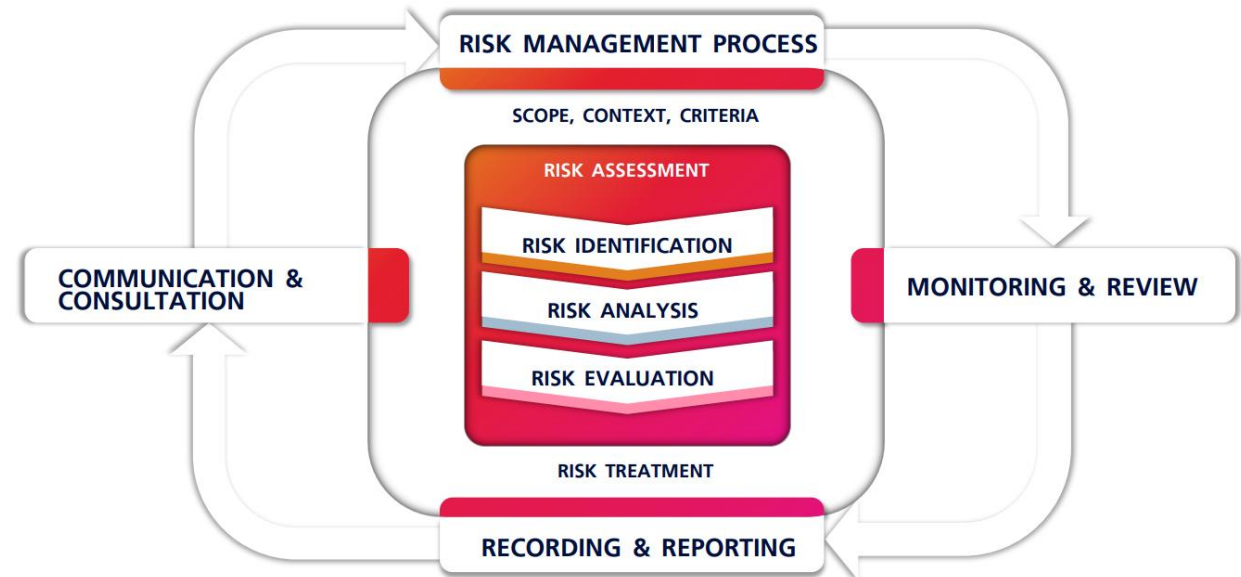 RISK MANAGEMENT PROCESS
SCOPE, CONTEXT, CRITERIA
RISK ASSESSMENT
RISK IDENTIFICATION
RISK ANALYSIS
RISK EVALUATION
RISK TREATMENT
COMMUNICATION &
CONSULTATION
MONITORING & REVIEW
RECORDING & REPORTING